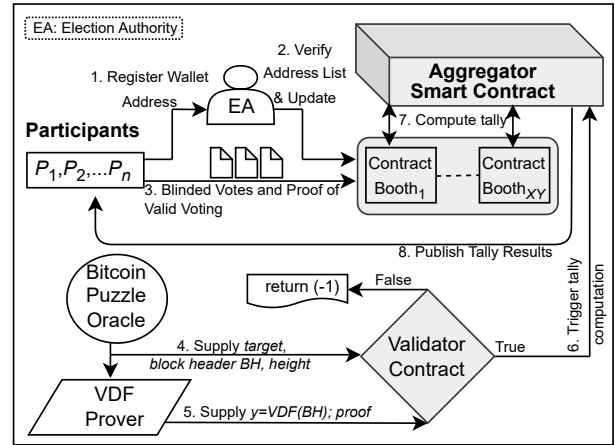 EA: Election Authority
1. Register Wallet
Address
EA
2. Verify
Address List
& Update
Aggregator
Smart Contract
7. Compute tally
Participants
P1,P2,...Pn
3. Blinded Votes and Proof of
Valid Voting
Contract
Booth1
Contract
BoothXY
8. Publish Tally Results
Bitcoin
Puzzle
Oracle
return (-1)
False
4. Supply target,
block header BH, height
Validator
Contract
True
6. Trigger tally
computation
VDF
Prover
5. Supply y=VDF(BH); proof